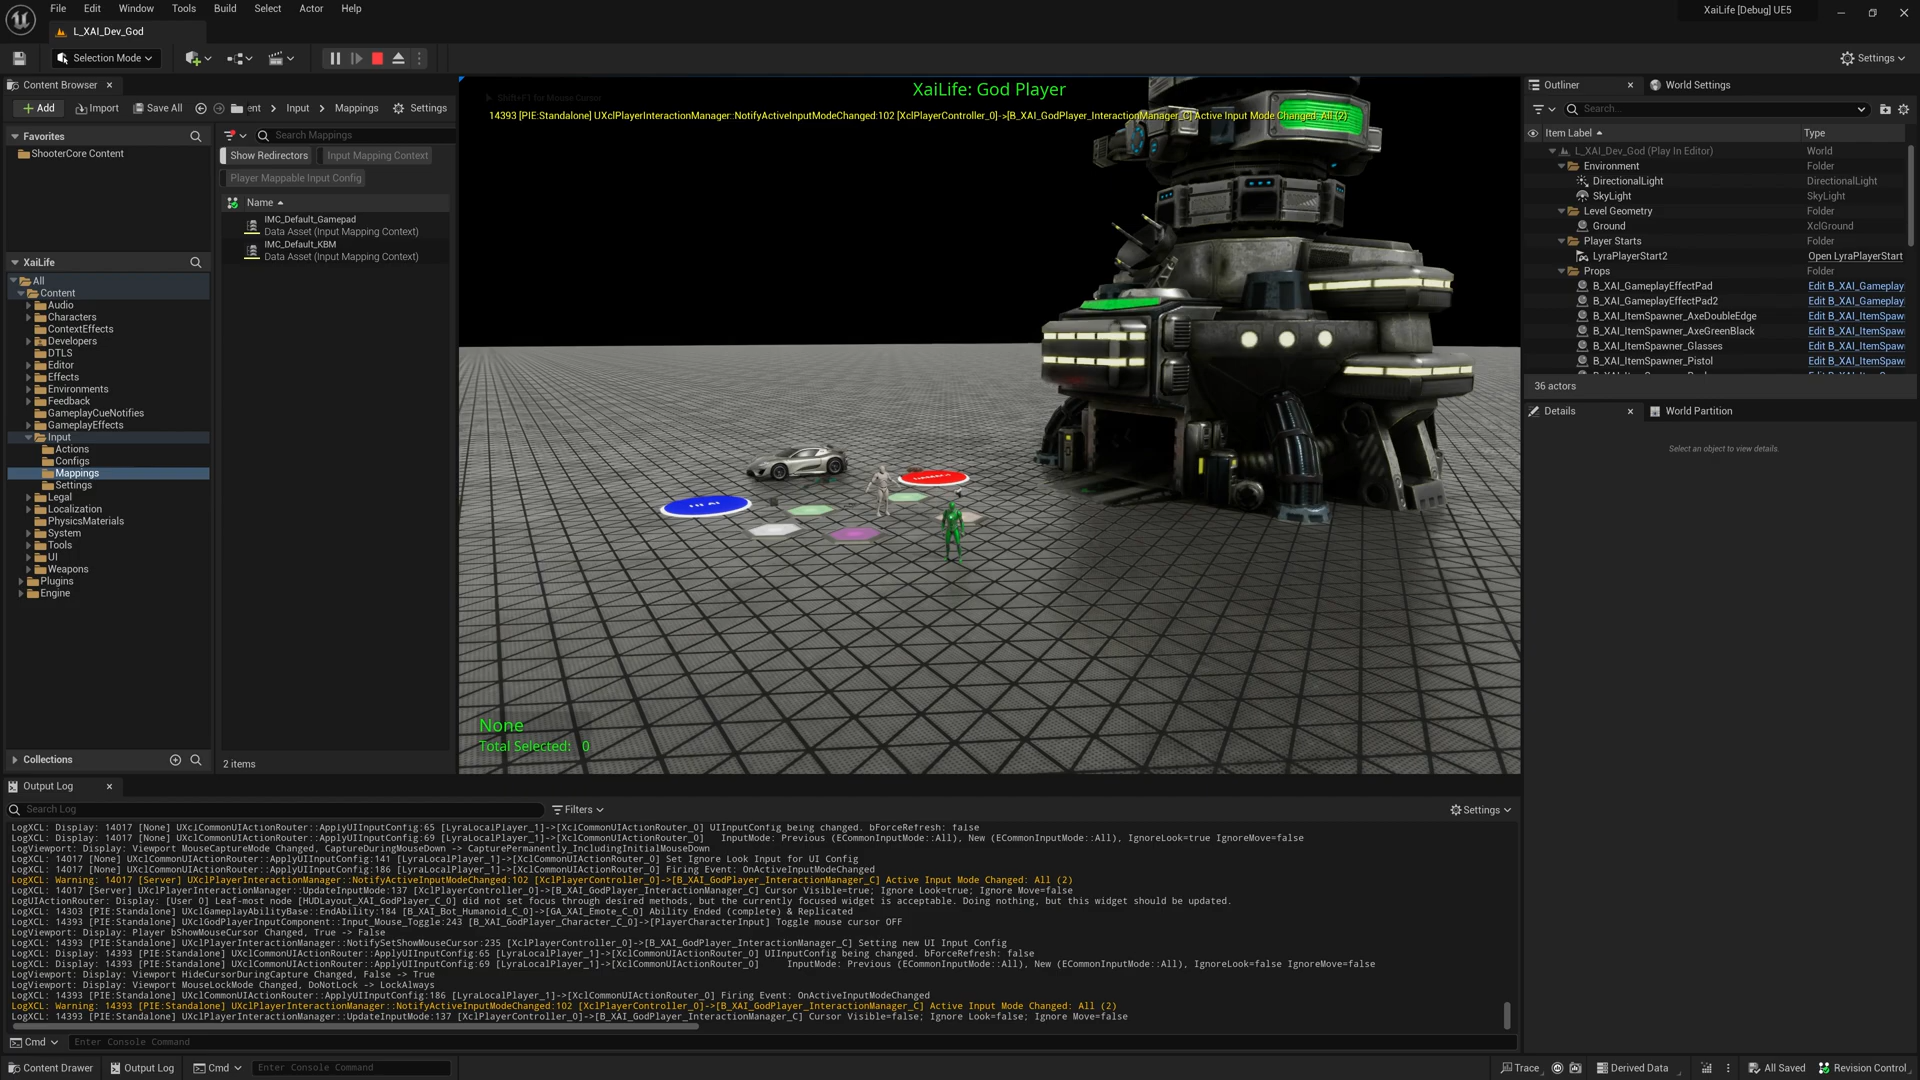 File Edit Window Tools Build Select Actor Help
XaiLife [Debug] UE5
L_XAI_Dev_God
Selection Mode
Settings
Content Browser
Add Import Save All ent > Input > Mappings Settings
Favorites
ShooterCore Content
XaiLife
All
Content
Audio
Characters
ContextEffects
Developers
DTLS
Editor
Effects
Environments
Feedback
GameplayCueNotifies
GameplayEffects
Input
Actions
Configs
Mappings
Settings
Legal
Localization
PhysicsMaterials
System
Tools
UI
Weapons
Plugins
Engine
Collections
Search Mappings
Show Redirectors Input Mapping Context
Player Mappable Input Config
Name
IMC_Default_Gamepad
Data Asset (Input Mapping Context)
IMC_Default_KBM
Data Asset (Input Mapping Context)
2 items
Shift+F1 for Mouse Cursor
XaiLife: God Player
14393 [PIE:Standalone] UXclPlayerInteractionManager::NotifyActiveInputModeChanged:102 [XclPlayerController_0]->[B_XAI_GodPlayer_InteractionManager_C] Active Input Mode Changed: All (2)
None
Total Selected: 0
Outliner World Settings
Search...
Item Label Type
L_XAI_Dev_God (Play In Editor) World
Environment Folder
DirectionalLight DirectionalLight
SkyLight SkyLight
Level Geometry Folder
Ground XclGround
Player Starts Folder
LyraPlayerStart2 Open LyraPlayerStart
Props Folder
B_XAI_GameplayEffectPad Edit B_XAI_Gameplay
B_XAI_GameplayEffectPad2 Edit B_XAI_Gameplay
B_XAI_ItemSpawner_AxeDoubleEdge Edit B_XAI_ItemSpaw
B_XAI_ItemSpawner_AxeGreenBlack Edit B_XAI_ItemSpaw
B_XAI_ItemSpawner_Glasses Edit B_XAI_ItemSpaw
B_XAI_ItemSpawner_Pistol Edit B_XAI_ItemSpaw
36 actors
Details World Partition
Select an object to view details.
Output Log
Search Log Filters Settings
LogXCL: Display: 14017 [None] UXclCommonUIActionRouter::ApplyUIInputConfig:65 [LyraLocalPlayer_1]->[XclCommonUIActionRouter_0] UIInputConfig being changed. bForceRefresh: false
LogXCL: Display: 14017 [None] UXclCommonUIActionRouter::ApplyUIInputConfig:69 [LyraLocalPlayer_1]->[XclCommonUIActionRouter_0] InputMode: Previous (ECommonInputMode::All), New (ECommonInputMode::All), IgnoreLook=true IgnoreMove=false
LogViewport: Display: Viewport MouseCaptureMode Changed, CaptureDuringMouseDown -> CapturePermanently_IncludingInitialMouseDown
LogXCL: 14017 [None] UXclCommonUIActionRouter::ApplyUIInputConfig:141 [LyraLocalPlayer_1]->[XclCommonUIActionRouter_0] Set Ignore Look Input for UI Config
LogXCL: 14017 [None] UXclCommonUIActionRouter::ApplyUIInputConfig:186 [LyraLocalPlayer_1]->[XclCommonUIActionRouter_0] Firing Event: OnActiveInputModeChanged
LogXCL: Warning: 14017 [Server] UXclPlayerInteractionManager::NotifyActiveInputModeChanged:102 [XclPlayerController_0]->[B_XAI_GodPlayer_InteractionManager_C] Active Input Mode Changed: All (2)
LogXCL: 14017 [Server] UXclPlayerInteractionManager::UpdateInputMode:137 [XclPlayerController_0]->[B_XAI_GodPlayer_InteractionManager_C] Cursor Visible=true; Ignore Look=true; Ignore Move=false
LogUIActionRouter: Display: [User 0] Leaf-most node [HUDLayout_XAI_GodPlayer_C_0] did not set focus through desired methods, but the currently focused widget is acceptable. Doing nothing, but this widget should be updated.
LogXCL: 14303 [PIE:Standalone] UXclGameplayAbilityBase::EndAbility:184 [B_XAI_Bot_Humanoid_C_0]->[GA_XAI_Emote_C_0] Ability Ended (complete) & Replicated
LogXCL: 14393 [PIE:Standalone] UXclGodPlayerInputComponent::Input_Mouse_Toggle:243 [B_XAI_GodPlayer_Character_C_0]->[PlayerCharacterInput] Toggle mouse cursor OFF
LogViewport: Display: Player bShowMouseCursor Changed, True -> False
LogXCL: 14393 [PIE:Standalone] UXclPlayerInteractionManager::NotifySetShowMouseCursor:235 [XclPlayerController_0]->[B_XAI_GodPlayer_InteractionManager_C] Setting new UI Input Config
LogXCL: Display: 14393 [PIE:Standalone] UXclCommonUIActionRouter::ApplyUIInputConfig:65 [LyraLocalPlayer_1]->[XclCommonUIActionRouter_0] UIInputConfig being changed. bForceRefresh: false
LogXCL: Display: 14393 [PIE:Standalone] UXclCommonUIActionRouter::ApplyUIInputConfig:69 [LyraLocalPlayer_1]->[XclCommonUIActionRouter_0] InputMode: Previous (ECommonInputMode::All), New (ECommonInputMode::All), IgnoreLook=false IgnoreMove=false
LogViewport: Display: Viewport HideCursorDuringCapture Changed, False -> True
LogViewport: Display: Viewport MouseLockMode Changed, DoNotLock -> LockAlways
LogXCL: 14393 [PIE:Standalone] UXclCommonUIActionRouter::ApplyUIInputConfig:186 [LyraLocalPlayer_1]->[XclCommonUIActionRouter_0] Firing Event: OnActiveInputModeChanged
LogXCL: Warning: 14393 [PIE:Standalone] UXclPlayerInteractionManager::NotifyActiveInputModeChanged:102 [XclPlayerController_0]->[B_XAI_GodPlayer_InteractionManager_C] Active Input Mode Changed: All (2)
LogXCL: 14393 [PIE:Standalone] UXclPlayerInteractionManager::UpdateInputMode:137 [XclPlayerController_0]->[B_XAI_GodPlayer_InteractionManager_C] Cursor Visible=false; Ignore Look=false; Ignore Move=false
Cmd Enter Console Command
Content Drawer Output Log Cmd Enter Console Command Trace Derived Data All Saved Revision Control